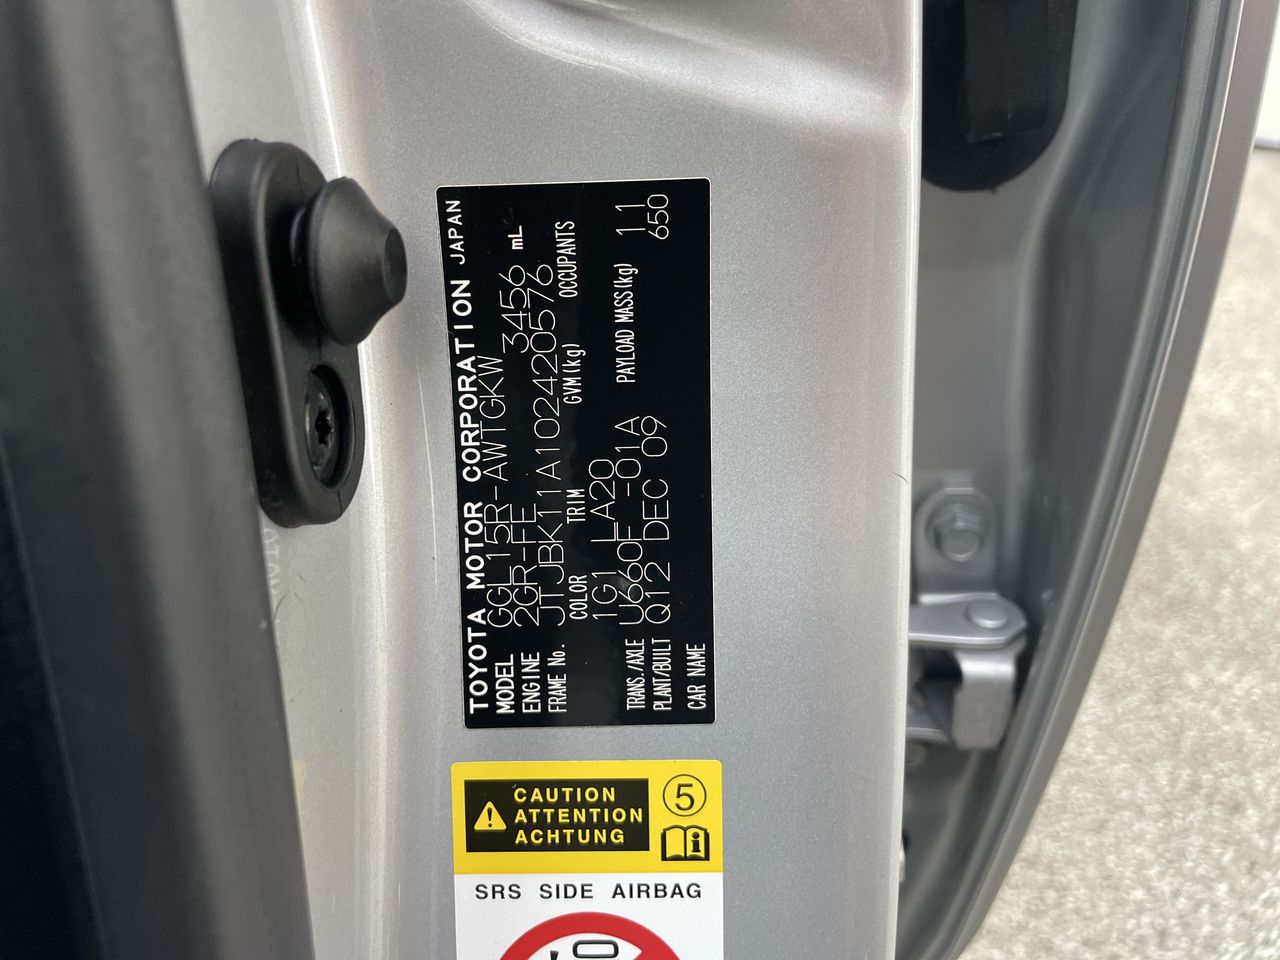 TOYOTA MOTOR CORPORATION JAPAN
MODEL GGL15R-AWTGKW
ENGINE 2GR-FE 3456 mL
FRAME No. JTJBK11A102420576
COLOR TRIM GVM(kg) OCCUPANTS
1G1 LA20
TRANS./AXLE U660F -01A PAYLOAD MASS(kg) 11
PLANT/BUILT Q12 DEC 09 650
CAR NAME
CAUTION
ATTENTION
ACHTUNG
5
i
SRS SIDE AIRBAG